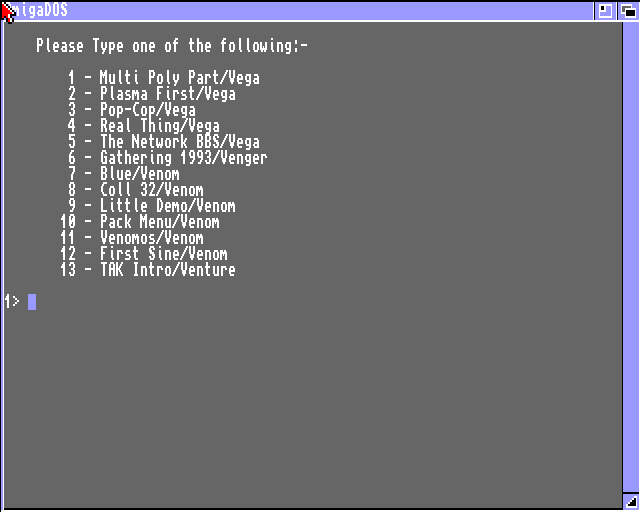 AmigaDOS
Please Type one of the following:-
1 - Multi Poly Part/Vega
2 - Plasma First/Vega
3 - Pop-Cop/Vega
4 - Real Thing/Vega
5 - The Network BBS/Vega
6 - Gathering 1993/Venger
7 - Blue/Venom
8 - Coll 32/Venom
9 - Little Demo/Venom
10 - Pack Menu/Venom
11 - Venomos/Venom
12 - First Sine/Venom
13 - TAK Intro/Venture
1>